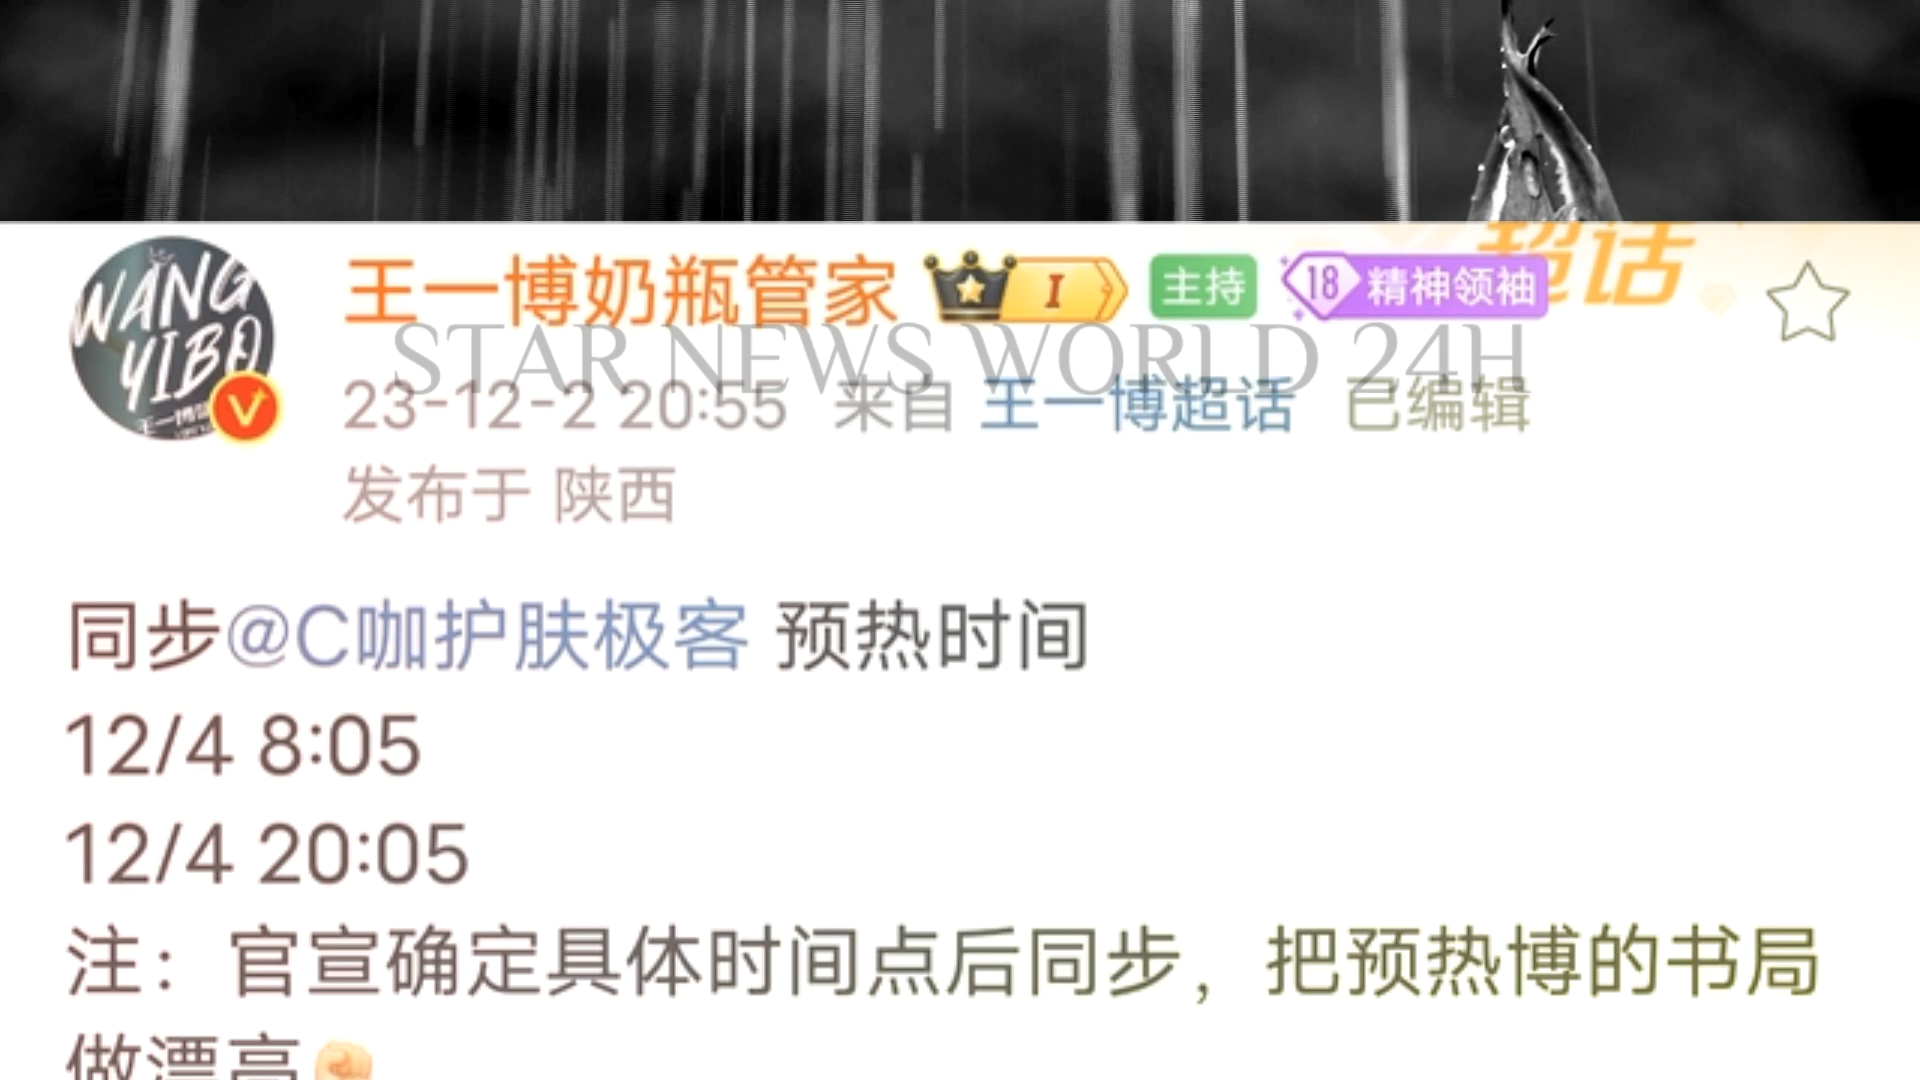 超话
王一博奶瓶管家 I 主持 18 精神领袖
WANG YIBO
STAR NEWS WORLD 24H
23-12-2 20:55 来自 王一博超话 已编辑
发布于 陕西
同步@C咖护肤极客 预热时间
12/4 8:05
12/4 20:05
注：官宣确定具体时间点后同步，把预热博的书局
做漂亮